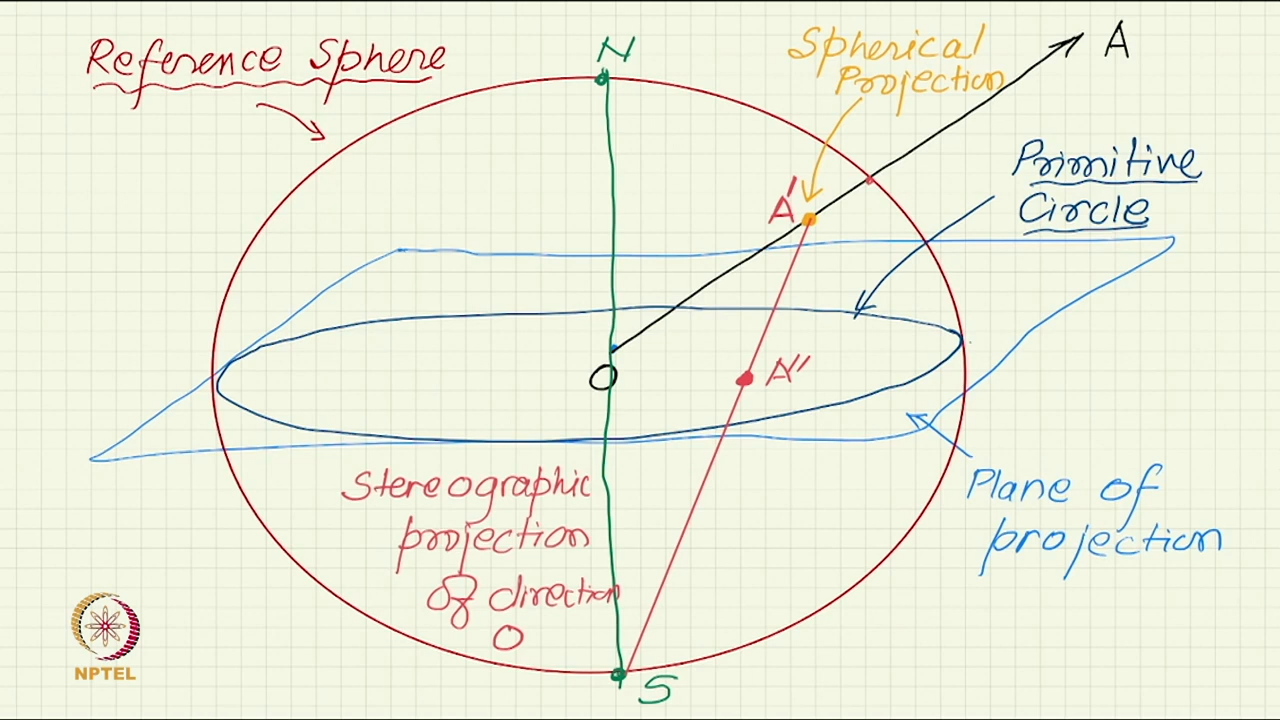 Reference Sphere
N
Spherical
Projection
A
Primitive
Circle
A'
O
A''
Stereographic
projection
of direction
O
Plane of
projection
S
NPTEL